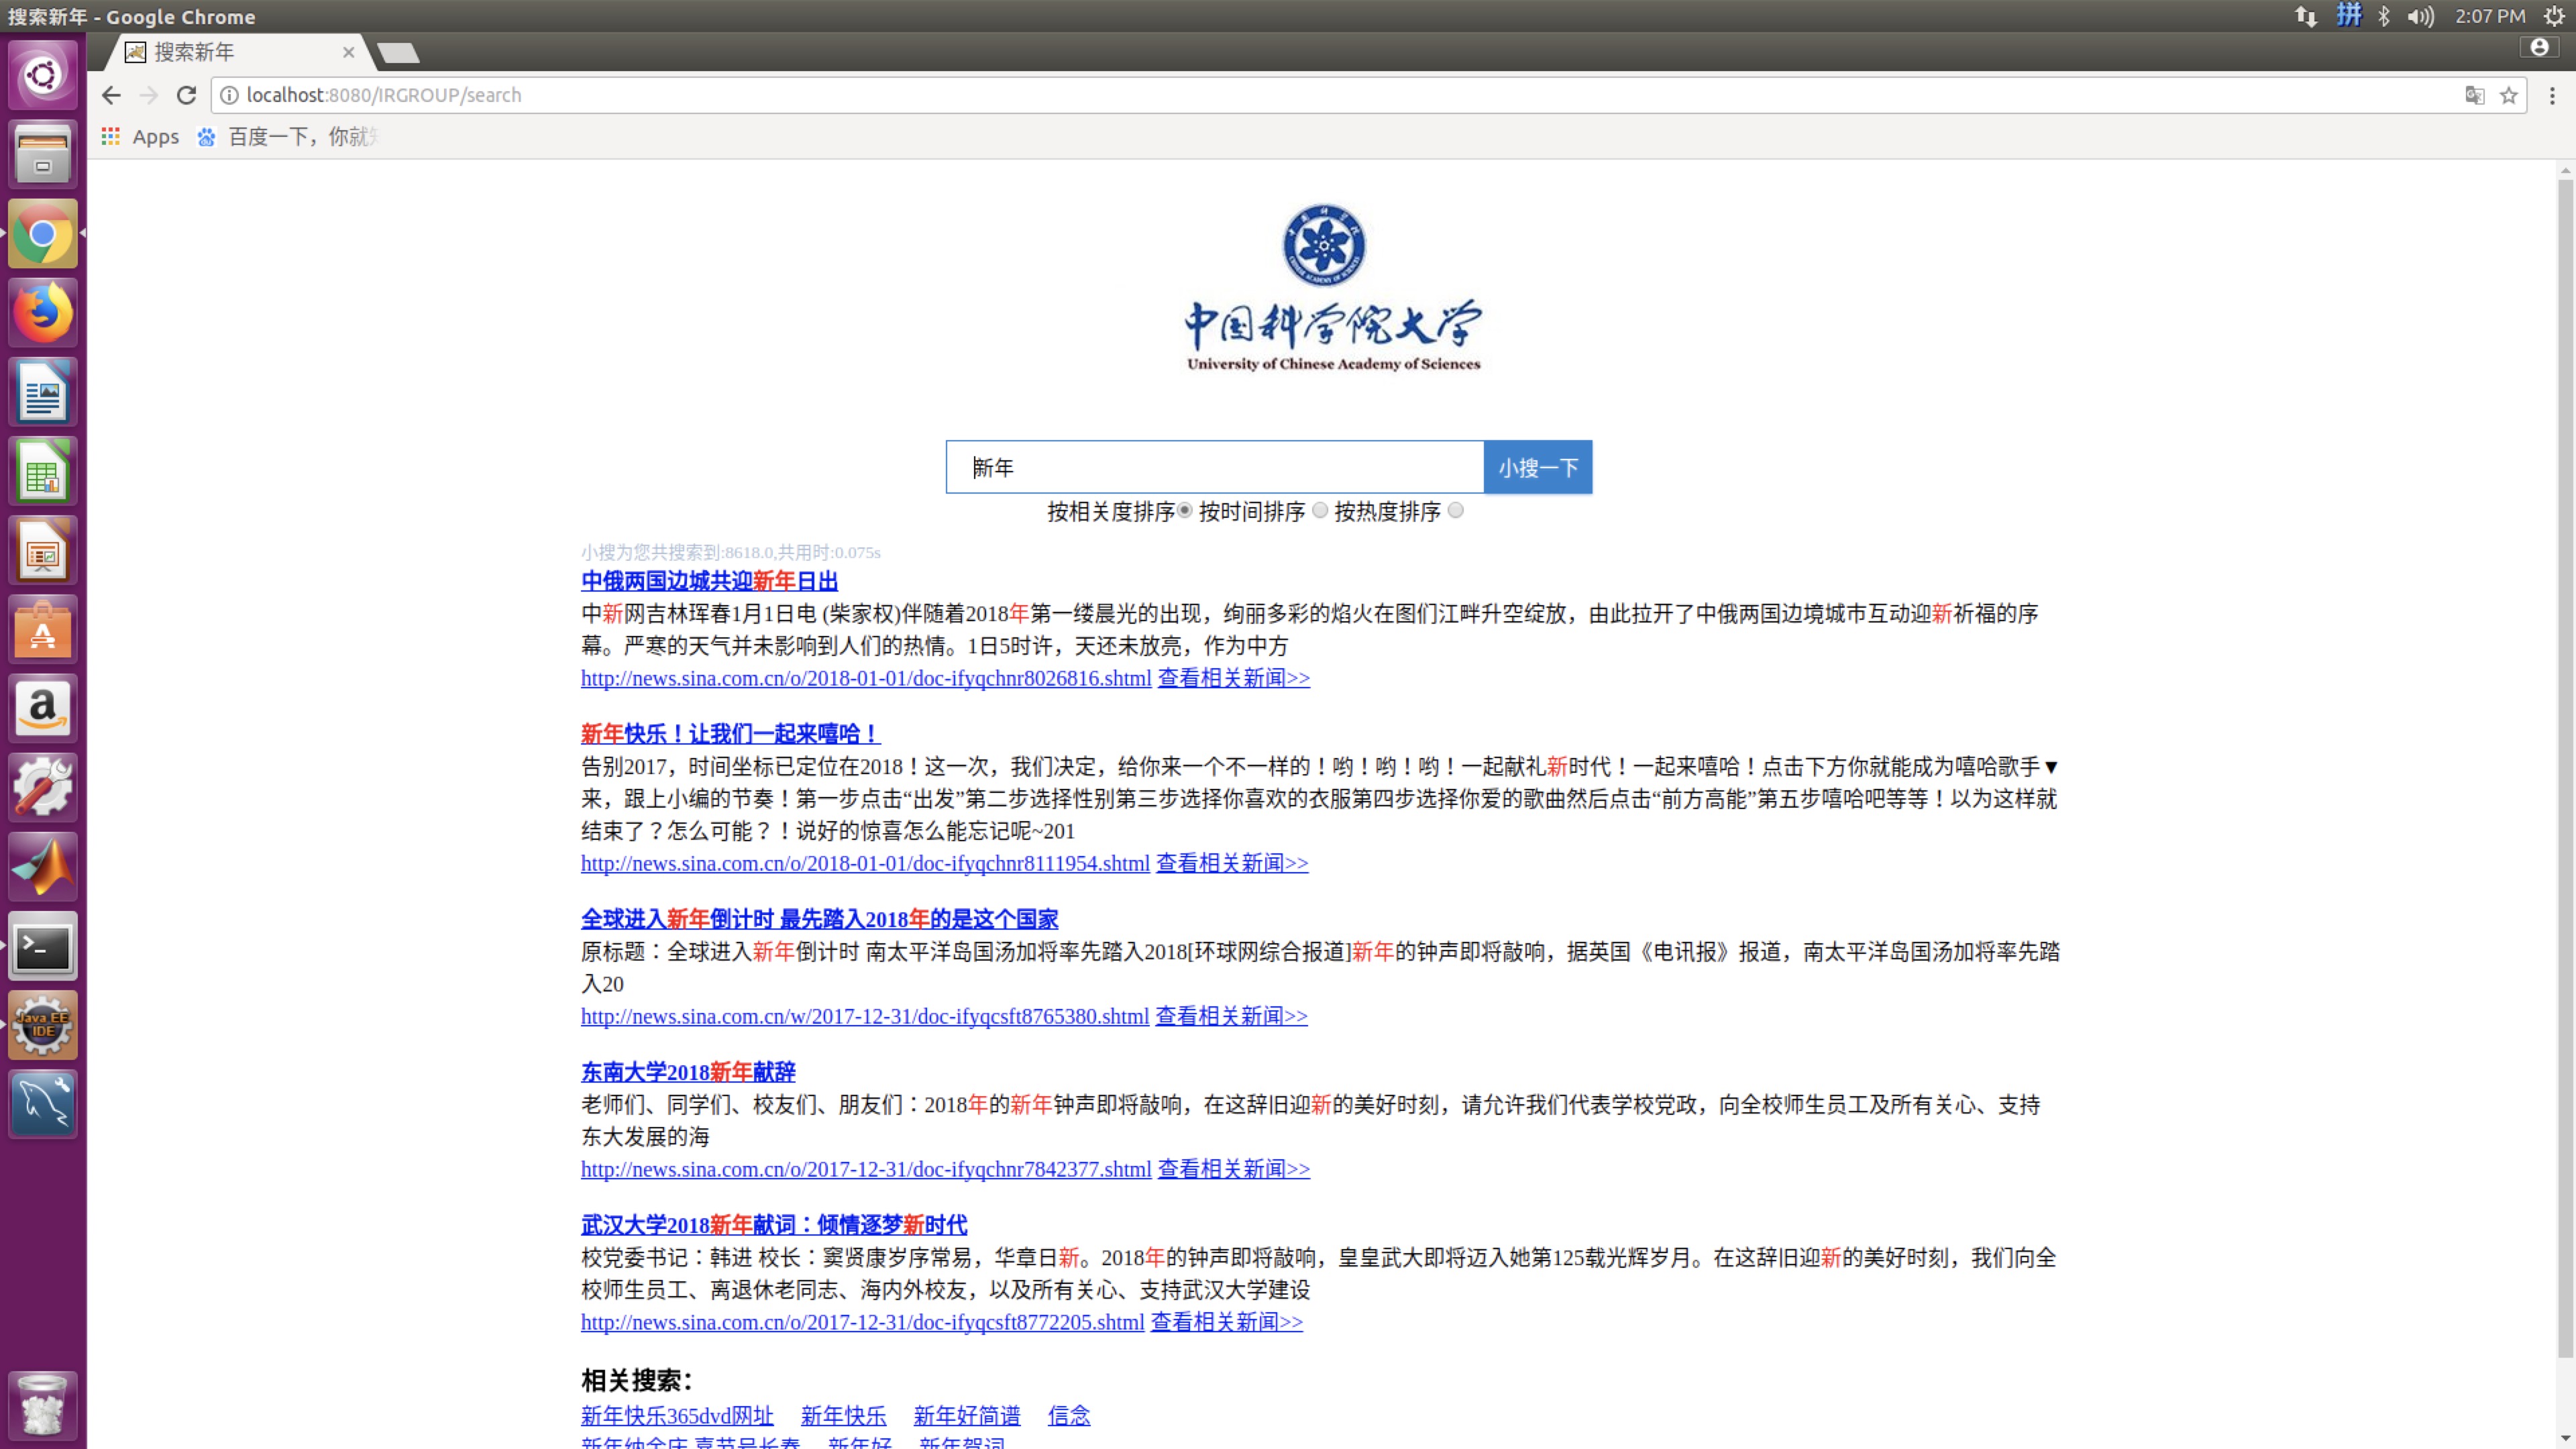 搜索新年 - Google Chrome
拼 2:07 PM
搜索新年
localhost:8080/IRGROUP/search
Apps 百度一下，你就
CHINESE ACADEMY OF SCIENCES
中国科学院大学
University of Chinese Academy of Sciences
新年 小搜一下
按相关度排序 按时间排序 按热度排序
小搜为您共搜索到:8618.0,共用时:0.075s
中俄两国边城共迎新年日出
中新网吉林珲春1月1日电 (柴家权)伴随着2018年第一缕晨光的出现，绚丽多彩的焰火在图们江畔升空绽放，由此拉开了中俄两国边境城市互动迎新祈福的序
幕。严寒的天气并未影响到人们的热情。1日5时许，天还未放亮，作为中方
http://news.sina.com.cn/o/2018-01-01/doc-ifyqchnr8026816.shtml 查看相关新闻>>
新年快乐！让我们一起来嘻哈！
告别2017，时间坐标已定位在2018！这一次，我们决定，给你来一个不一样的！哟！哟！哟！一起献礼新时代！一起来嘻哈！点击下方你就能成为嘻哈歌手▼
来，跟上小编的节奏！第一步点击“出发”第二步选择性别第三步选择你喜欢的衣服第四步选择你爱的歌曲然后点击“前方高能”第五步嘻哈吧等等！以为这样就
结束了？怎么可能？！说好的惊喜怎么能忘记呢~201
http://news.sina.com.cn/o/2018-01-01/doc-ifyqchnr8111954.shtml 查看相关新闻>>
全球进入新年倒计时 最先踏入2018年的是这个国家
原标题：全球进入新年倒计时 南太平洋岛国汤加将率先踏入2018[环球网综合报道]新年的钟声即将敲响，据英国《电讯报》报道，南太平洋岛国汤加将率先踏
入20
http://news.sina.com.cn/w/2017-12-31/doc-ifyqcsft8765380.shtml 查看相关新闻>>
东南大学2018新年献辞
老师们、同学们、校友们、朋友们：2018年的新年钟声即将敲响，在这辞旧迎新的美好时刻，请允许我们代表学校党政，向全校师生员工及所有关心、支持
东大发展的海
http://news.sina.com.cn/o/2017-12-31/doc-ifyqchnr7842377.shtml 查看相关新闻>>
武汉大学2018新年献词：倾情逐梦新时代
校党委书记：韩进 校长：窦贤康岁序常易，华章日新。2018年的钟声即将敲响，皇皇武大即将迈入她第125载光辉岁月。在这辞旧迎新的美好时刻，我们向全
校师生员工、离退休老同志、海内外校友，以及所有关心、支持武汉大学建设
http://news.sina.com.cn/o/2017-12-31/doc-ifyqcsft8772205.shtml 查看相关新闻>>
相关搜索：
新年快乐365dvd网址 新年快乐 新年好简谱 信念
新年纳余庆 嘉节号长春 新年好 新年贺词
Java EE
IDE